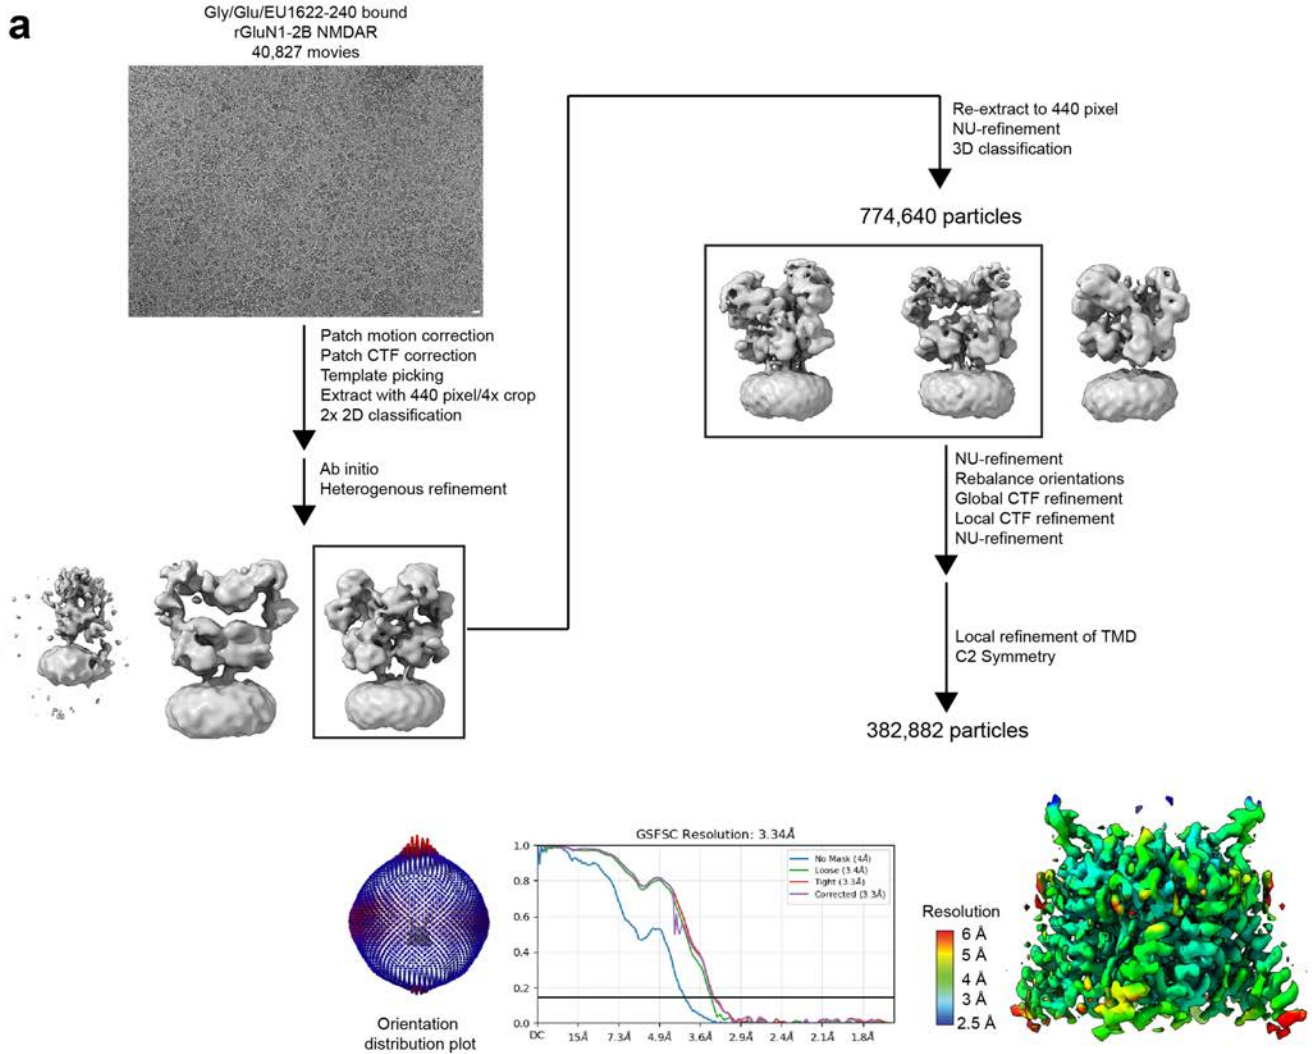 a
Gly/Glu/EU1622-240 bound
rGluN1-2B NMDAR
40,827 movies
Patch motion correction
Patch CTF correction
Template picking
Extract with 440 pixel/4x crop
2x 2D classification
Ab initio
Heterogenous refinement
Re-extract to 440 pixel
NU-refinement
3D classification
774,640 particles
NU-refinement
Rebalance orientations
Global CTF refinement
Local CTF refinement
NU-refinement
Local refinement of TMD
C2 Symmetry
382,882 particles
Orientation
distribution plot
GSFSC Resolution: 3.34Å
1.0
0.8
0.6
0.4
0.2
0.0
DC 15Å 7.3Å 4.9Å 3.6Å 2.9Å 2.4Å 2.1Å 1.8Å
No Mask (4Å)
Loose (3.4Å)
Tight (3.3Å)
Corrected (3.3Å)
Resolution
6 Å
5 Å
4 Å
3 Å
2.5 Å